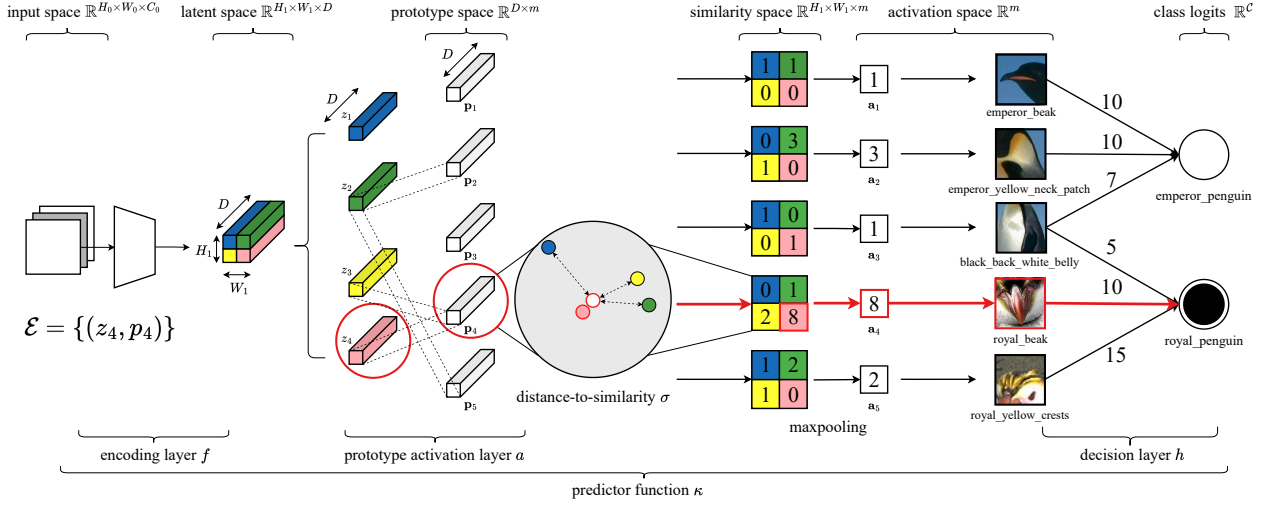 input space ℝ^{H₀×W₀×C₀}
latent space ℝ^{H₁×W₁×D}
prototype space ℝ^{D×m}
similarity space ℝ^{H₁×W₁×m}
activation space ℝ^m
class logits ℝ^𝒞
D
D
z₁
z₂
z₃
z₄
p₁
p₂
p₃
p₄
p₅
D
H₁
W₁
ℰ = {(z₄, p₄)}
distance-to-similarity σ
1 1
0 0
0 3
1 0
1 0
0 1
0 1
2 8
1 2
1 0
maxpooling
1
a₁
3
a₂
1
a₃
8
a₄
2
a₅
emperor_beak
emperor_yellow_neck_patch
black_back_white_belly
royal_beak
royal_yellow_crests
10
10
7
5
10
15
emperor_penguin
royal_penguin
encoding layer f
prototype activation layer a
decision layer h
predictor function κ